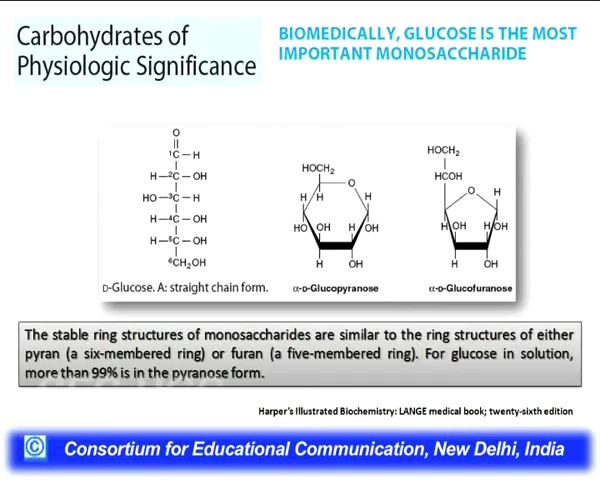 Carbohydrates of
Physiologic Significance
BIOMEDICALLY, GLUCOSE IS THE MOST
IMPORTANT MONOSACCHARIDE
O
¹C – H
H –²C – OH
HO –³C – H
H –⁴C – OH
H –⁵C – OH
⁶CH₂OH
D-Glucose. A: straight chain form.
HOCH₂
O
H H H
HO OH H OH
H OH
α-D-Glucopyranose
HOCH₂
HCOH
O H
H OH H OH
H OH
α-D-Glucofuranose
The stable ring structures of monosaccharides are similar to the ring structures of either
pyran (a six-membered ring) or furan (a five-membered ring). For glucose in solution,
more than 99% is in the pyranose form.
Harper's Illustrated Biochemistry: LANGE medical book; twenty-sixth edition
© Consortium for Educational Communication, New Delhi, India